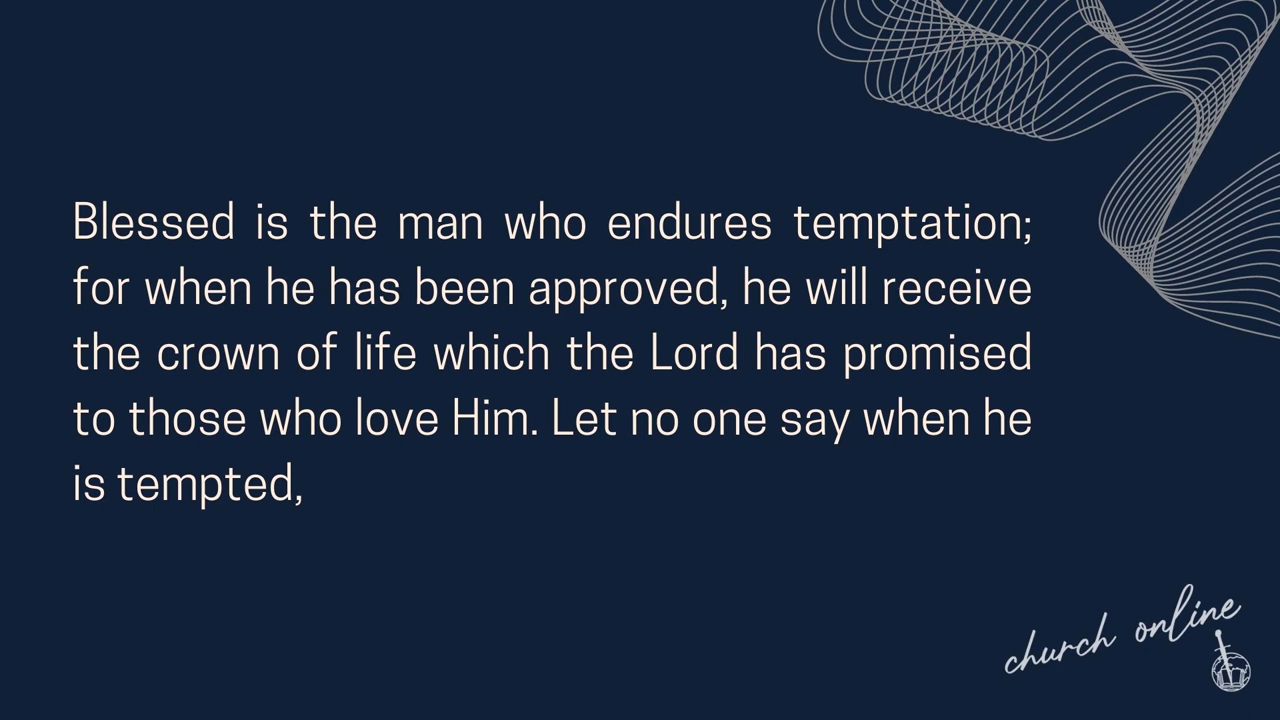 Blessed is the man who endures temptation;
for when he has been approved, he will receive
the crown of life which the Lord has promised
to those who love Him. Let no one say when he
is tempted,
church online